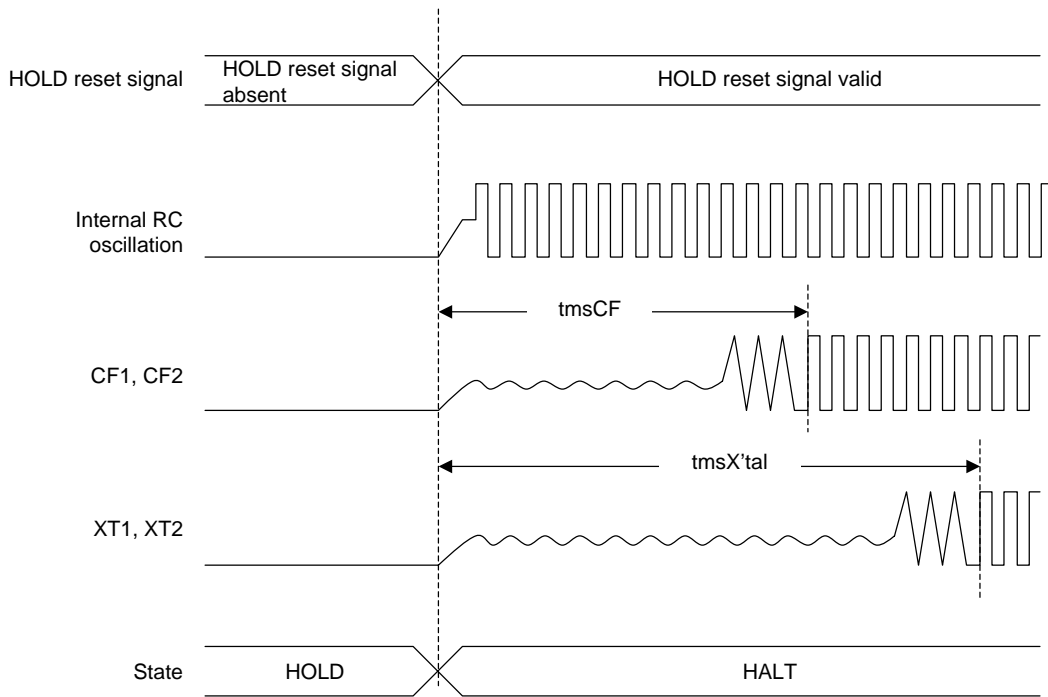 HOLD reset signal
HOLD reset signal
absent
HOLD reset signal valid
Internal RC
oscillation
tmsCF
CF1, CF2
tmsX’tal
XT1, XT2
State
HOLD
HALT